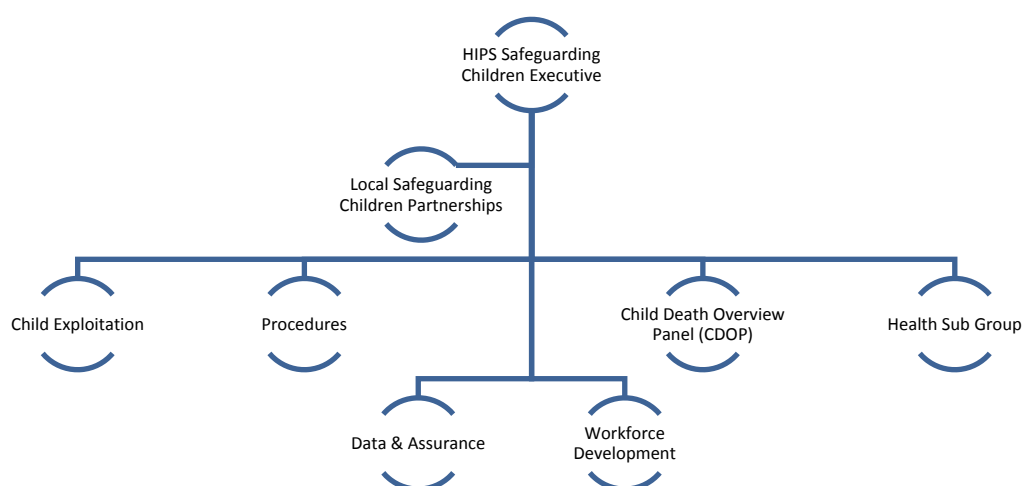 HIPS Safeguarding
Children Executive
Local Safeguarding
Children Partnerships
Child Exploitation
Procedures
Child Death Overview
Panel (CDOP)
Health Sub Group
Data & Assurance
Workforce
Development